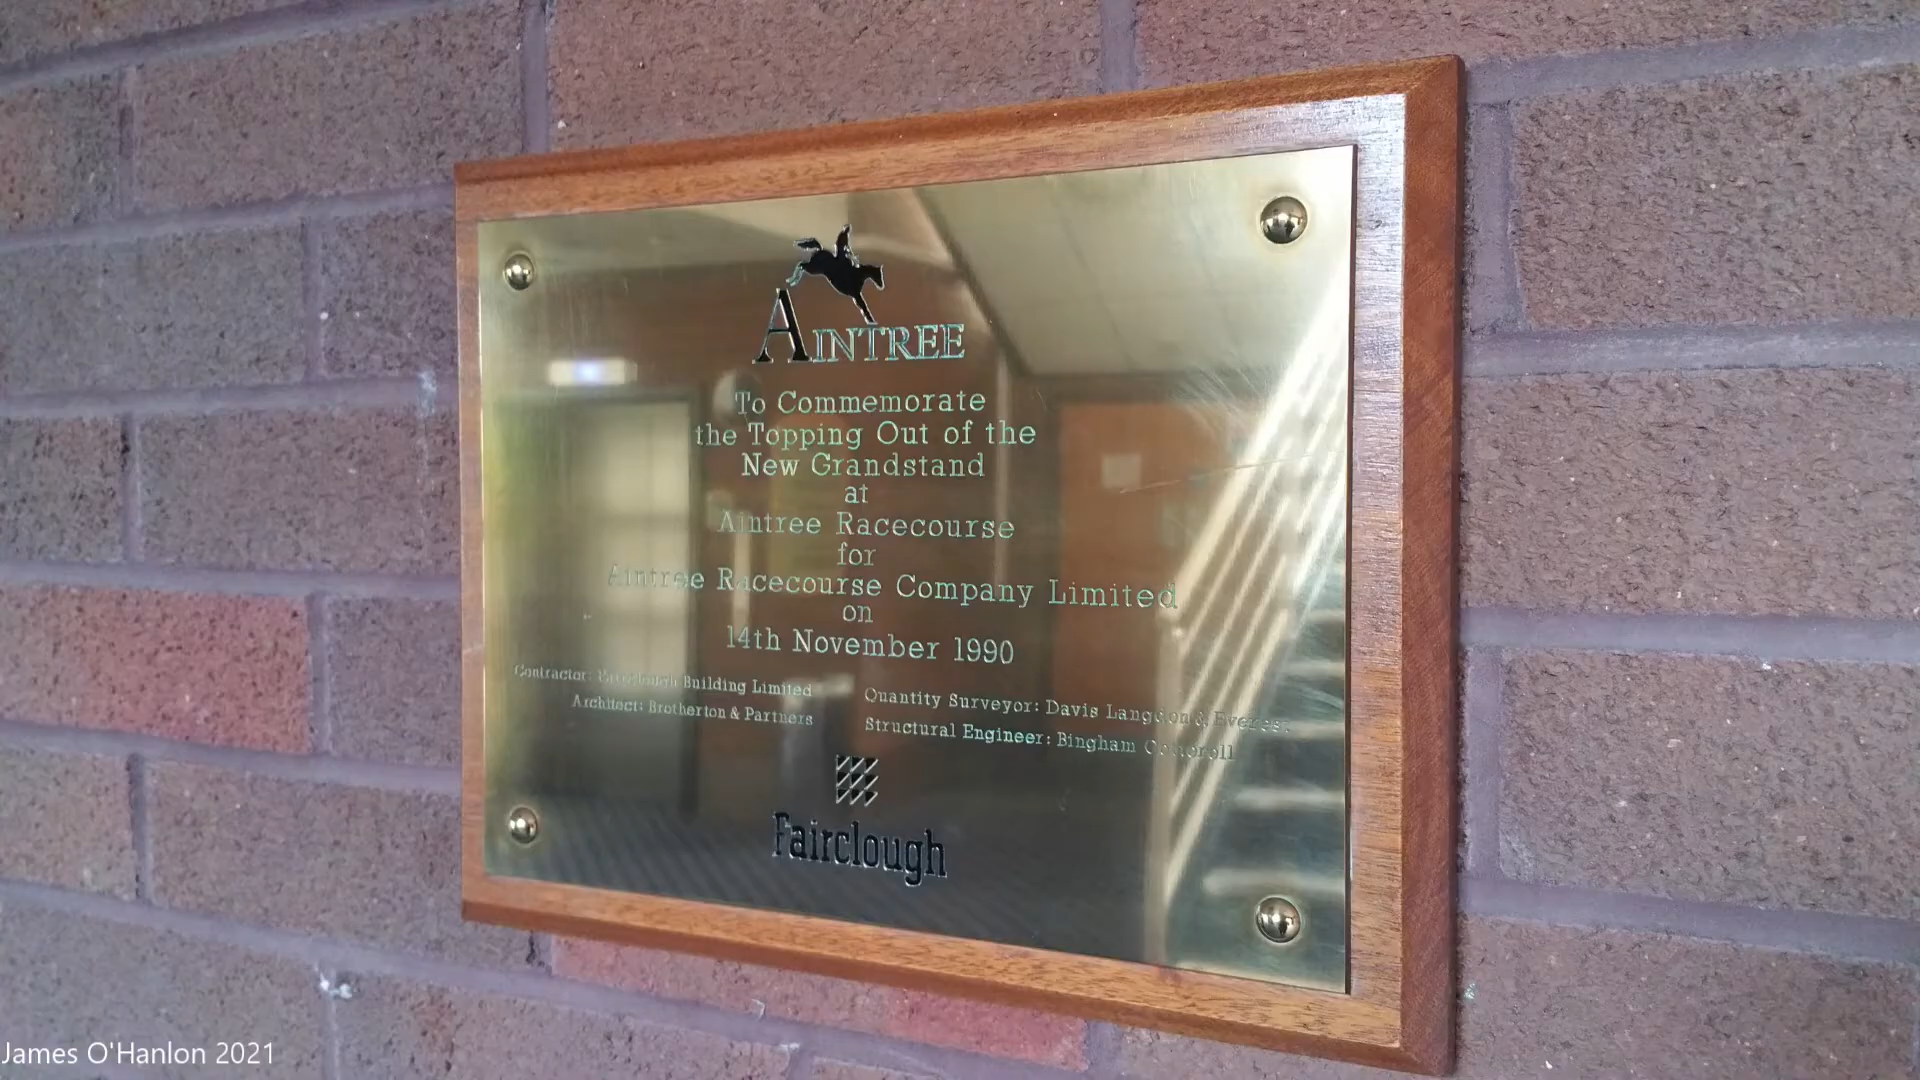 AINTREE
To Commemorate
the Topping Out of the
New Grandstand
at
Aintree Racecourse
for
Aintree Racecourse Company Limited
on
14th November 1990
Contractor: Fairclough Building Limited
Architect: Brotherton & Partners
Quantity Surveyor: Davis Langdon & Everest
Structural Engineer: Bingham Cotterell
Fairclough
James O'Hanlon 2021